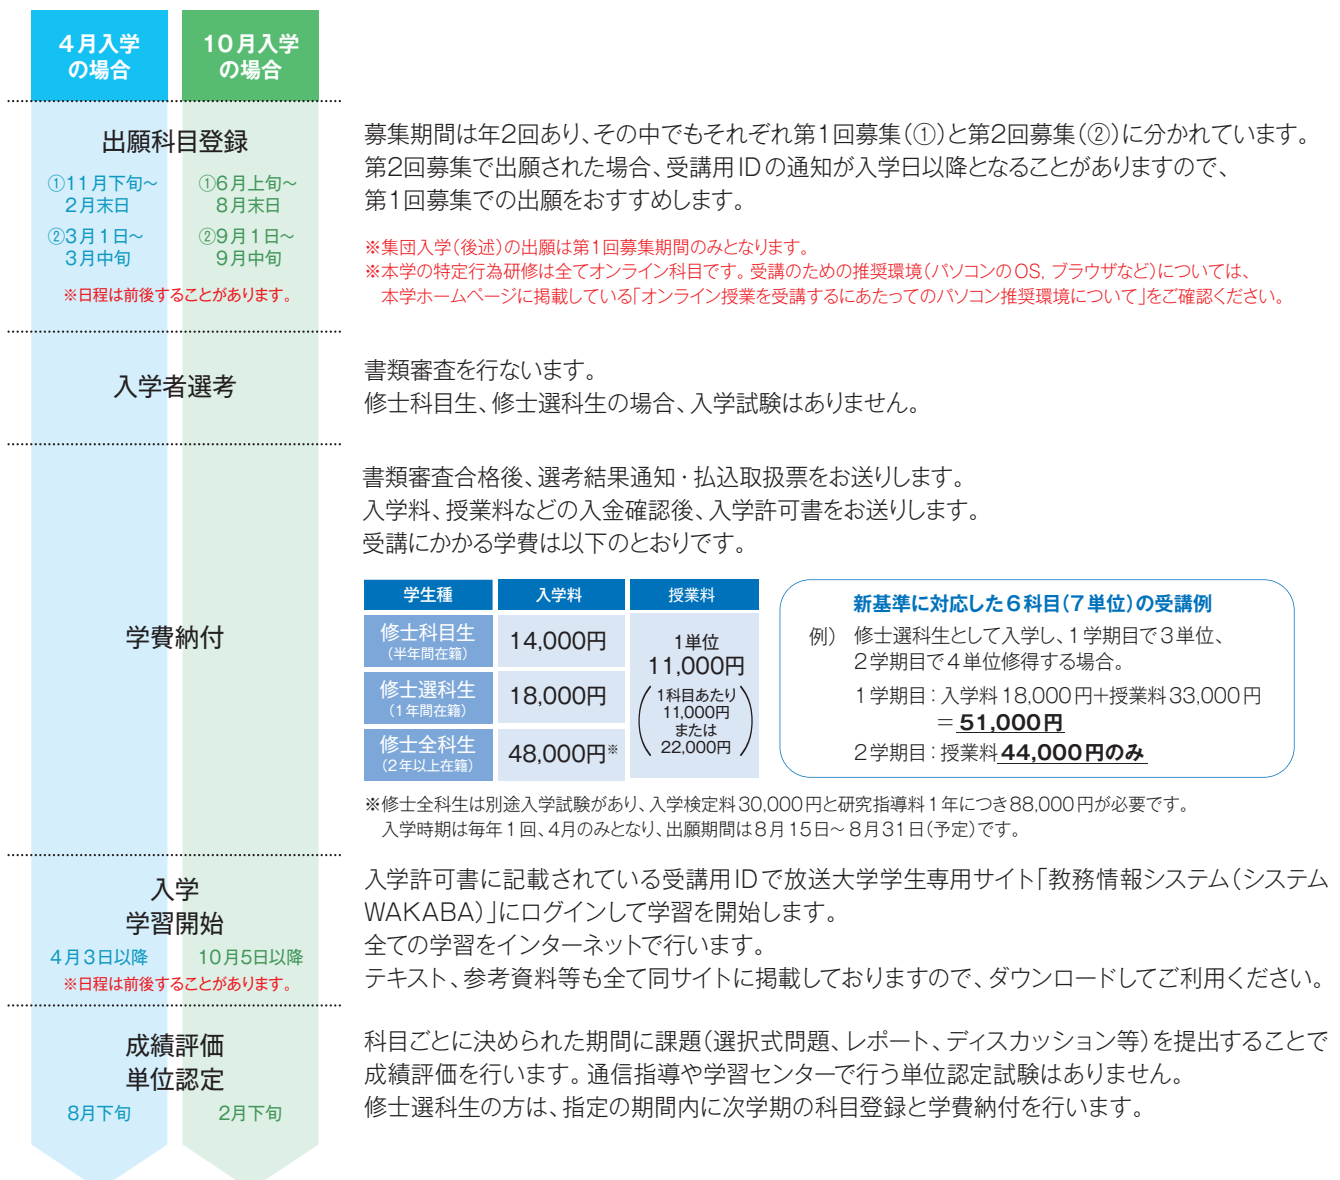 4月入学
の場合
10月入学
の場合
出願科目登録
①11月下旬～
2月末日
②3月1日～
3月中旬
①6月上旬～
8月末日
②9月1日～
9月中旬
※日程は前後することがあります。
募集期間は年2回あり、その中でもそれぞれ第1回募集(①)と第2回募集(②)に分かれています。
第2回募集で出願された場合、受講用IDの通知が入学日以降となることがありますので、
第1回募集での出願をおすすめします。
※集団入学(後述)の出願は第1回募集期間のみとなります。
※本学の特定行為研修は全てオンライン科目です。受講のための推奨環境(パソコンのOS, ブラウザなど)については、
本学ホームページに掲載している「オンライン授業を受講するにあたってのパソコン推奨環境について」をご確認ください。
入学者選考
書類審査を行ないます。
修士科目生、修士選科生の場合、入学試験はありません。
学費納付
書類審査合格後、選考結果通知・払込取扱票をお送りします。
入学料、授業料などの入金確認後、入学許可書をお送りします。
受講にかかる学費は以下のとおりです。
学生種 入学料 授業料
修士科目生
(半年間在籍)
14,000円
修士選科生
(1年間在籍)
18,000円
修士全科生
(2年以上在籍)
48,000円※
1単位
11,000円
(1科目あたり
11,000円
または
22,000円)
新基準に対応した6科目(7単位)の受講例
例) 修士選科生として入学し、1学期目で3単位、
2学期目で4単位修得する場合。
1学期目：入学料18,000円＋授業料33,000円
＝51,000円
2学期目：授業料44,000円のみ
※修士全科生は別途入学試験があり、入学検定料30,000円と研究指導料1年につき88,000円が必要です。
入学時期は毎年1回、4月のみとなり、出願期間は8月15日～8月31日(予定)です。
入学
学習開始
4月3日以降
10月5日以降
※日程は前後することがあります。
入学許可書に記載されている受講用IDで放送大学学生専用サイト「教務情報システム(システム
WAKABA)」にログインして学習を開始します。
全ての学習をインターネットで行います。
テキスト、参考資料等も全て同サイトに掲載しておりますので、ダウンロードしてご利用ください。
成績評価
単位認定
8月下旬
2月下旬
科目ごとに決められた期間に課題(選択式問題、レポート、ディスカッション等)を提出することで
成績評価を行います。通信指導や学習センターで行う単位認定試験はありません。
修士選科生の方は、指定の期間内に次学期の科目登録と学費納付を行います。